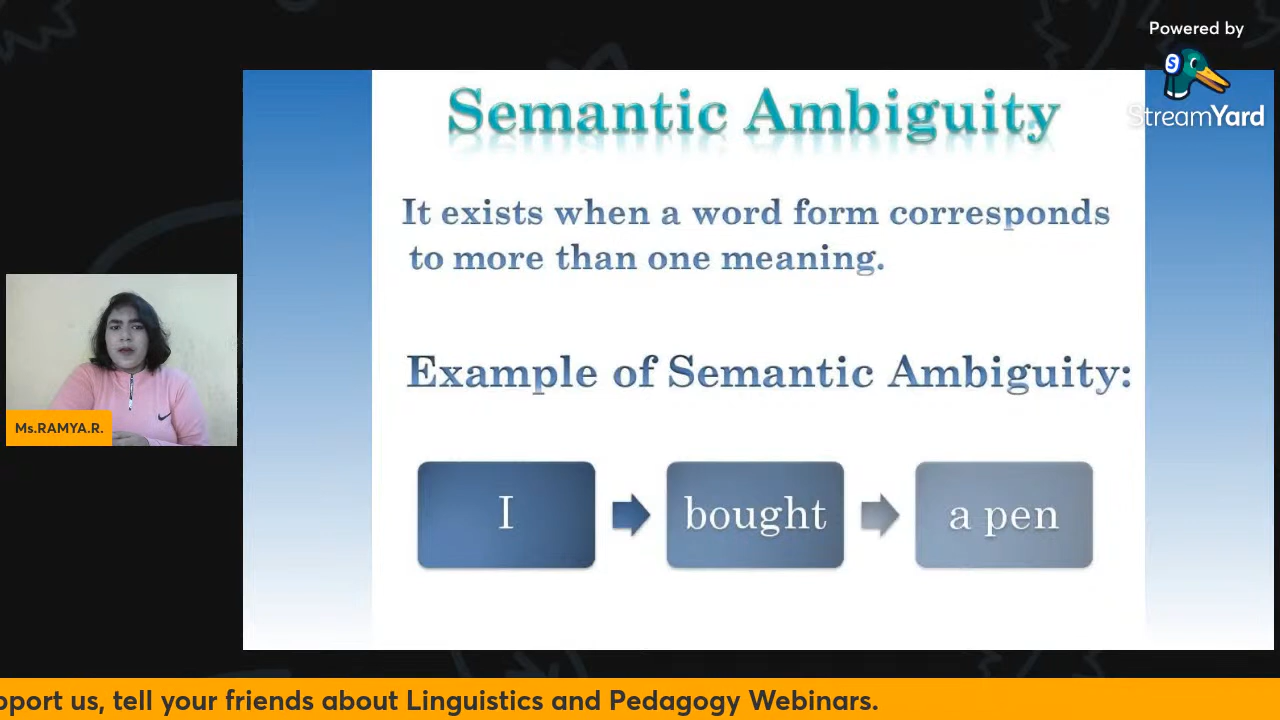 Powered by
StreamYard
Semantic Ambiguity
It exists when a word form corresponds
to more than one meaning.
Example of Semantic Ambiguity:
I bought a pen
Ms.RAMYA.R.
pport us, tell your friends about Linguistics and Pedagogy Webinars.